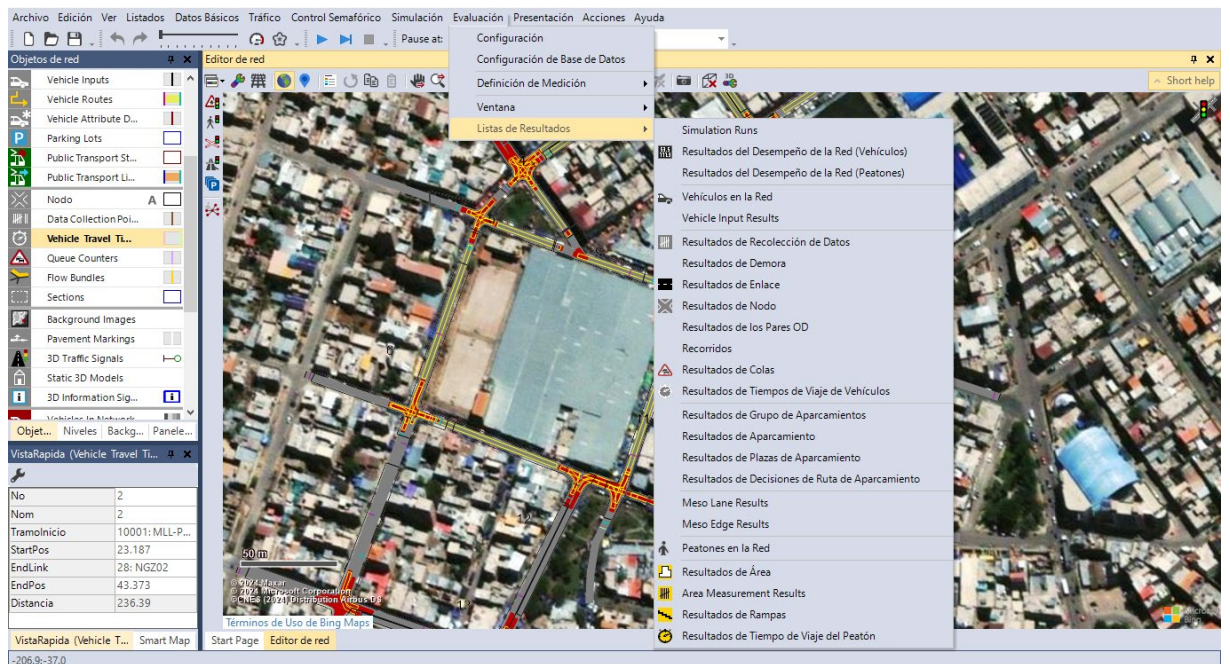 Archivo Edición Ver Listados Datos Básicos Tráfico Control Semafórico Simulación Evaluación Presentación Acciones Ayuda
Pause at:
Configuración
Configuración de Base de Datos
Definición de Medición
Ventana
Listas de Resultados
Simulation Runs
Resultados del Desempeño de la Red (Vehículos)
Resultados del Desempeño de la Red (Peatones)
Vehículos en la Red
Vehicle Input Results
Resultados de Recolección de Datos
Resultados de Demora
Resultados de Enlace
Resultados de Nodo
Resultados de los Pares OD
Recorridos
Resultados de Colas
Resultados de Tiempos de Viaje de Vehículos
Resultados de Grupo de Aparcamientos
Resultados de Aparcamiento
Resultados de Plazas de Aparcamiento
Resultados de Decisiones de Ruta de Aparcamiento
Meso Lane Results
Meso Edge Results
Peatones en la Red
Resultados de Área
Area Measurement Results
Resultados de Rampas
Resultados de Tiempo de Viaje del Peatón
Objetos de red
Vehicle Inputs
Vehicle Routes
Vehicle Attribute D...
Parking Lots
Public Transport St...
Public Transport Li...
Nodo A
Data Collection Poi...
Vehicle Travel Ti...
Queue Counters
Flow Bundles
Sections
Background Images
Pavement Markings
3D Traffic Signals
Static 3D Models
3D Information Sig...
Vehicles In Network
Objet... Niveles Backg... Panele...
VistaRapida (Vehicle Travel Ti...
No 2
Nom 2
TramoInicio 10001: MLL-P...
StartPos 23.187
EndLink 28: NGZ02
EndPos 43.373
Distancia 236.39
VistaRapida (Vehicle T... Smart Map
-206.9:-37.0
Editor de red
Short help
6
12
13
50 m
© 2024 Maxar
© 2024 Microsoft Corporation
©CNES (2024) Distribution Airbus DS
Términos de Uso de Bing Maps
Start Page Editor de red